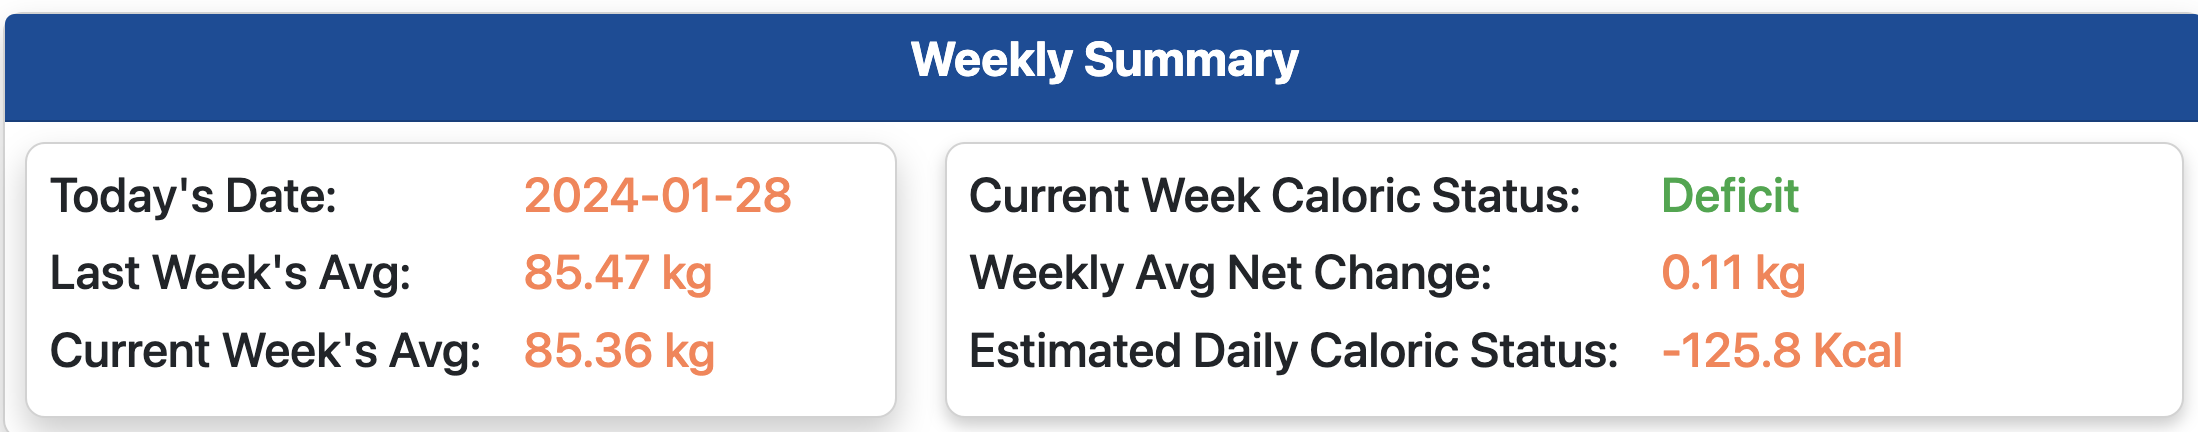 Weekly Summary
Today's Date: 2024-01-28
Last Week's Avg: 85.47 kg
Current Week's Avg: 85.36 kg
Current Week Caloric Status: Deficit
Weekly Avg Net Change: 0.11 kg
Estimated Daily Caloric Status: -125.8 Kcal